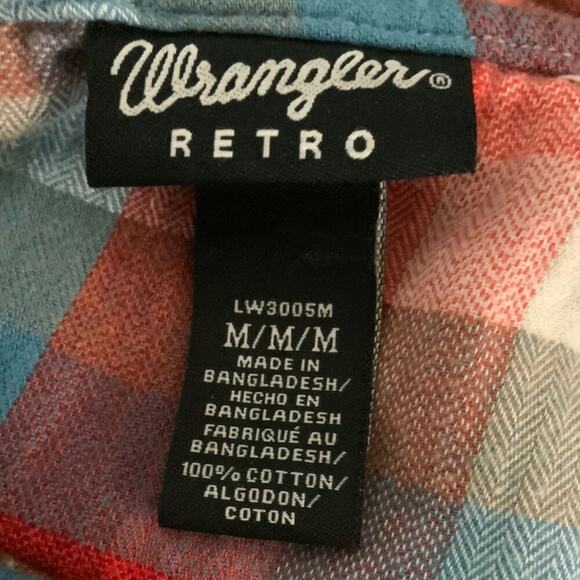 Wrangler®
RETRO
LW3005M
M/M/M
MADE IN
BANGLADESH/
HECHO EN
BANGLADESH
FABRIQUÉ AU
BANGLADESH/
100% COTTON/
ALGODON/
COTON